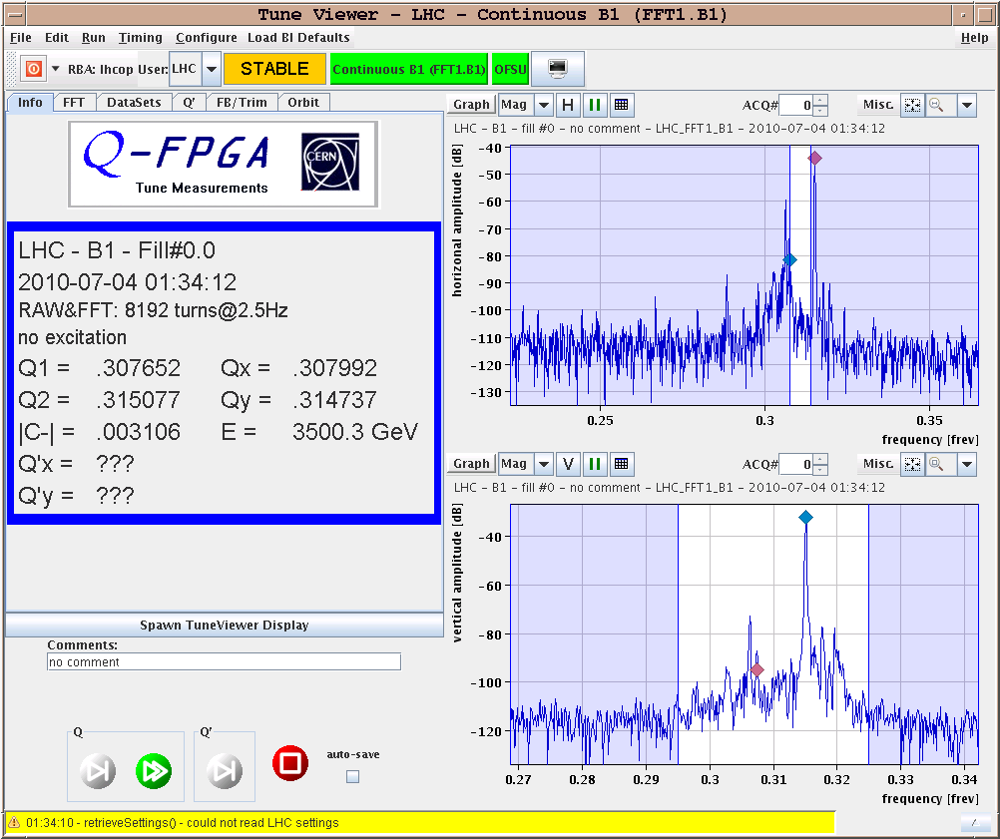 Tune Viewer - LHC - Continuous B1 (FFT1.B1)
File Edit Run Timing Configure Load BI Defaults Help
RBA: lhcop User: LHC STABLE Continuous B1 (FFT1.B1) OFSU
Info FFT DataSets Q' FB/Trim Orbit
Q-FPGA
Tune Measurements
CERN
LHC - B1 - Fill#0.0
2010-07-04 01:34:12
RAW&FFT: 8192 turns@2.5Hz
no excitation
Q1 = .307652 Qx = .307992
Q2 = .315077 Qy = .314737
|C-| = .003106 E = 3500.3 GeV
Q'x = ???
Q'y = ???
Spawn TuneViewer Display
Comments:
no comment
Q Q'
auto-save
Graph Mag H ACQ# 0 Misc.
LHC - B1 - fill #0 - no comment - LHC_FFT1_B1 - 2010-07-04 01:34:12
horizonal amplitude [dB]
-40
-50
-60
-70
-80
-90
-100
-110
-120
-130
0.25 0.3 0.35
frequency [frev]
Graph Mag V ACQ# 0 Misc.
LHC - B1 - fill #0 - no comment - LHC_FFT1_B1 - 2010-07-04 01:34:12
vertical amplitude [dB]
-40
-60
-80
-100
-120
0.27 0.28 0.29 0.3 0.31 0.32 0.33 0.34
frequency [frev]
01:34:10 - retrieveSettings() - could not read LHC settings